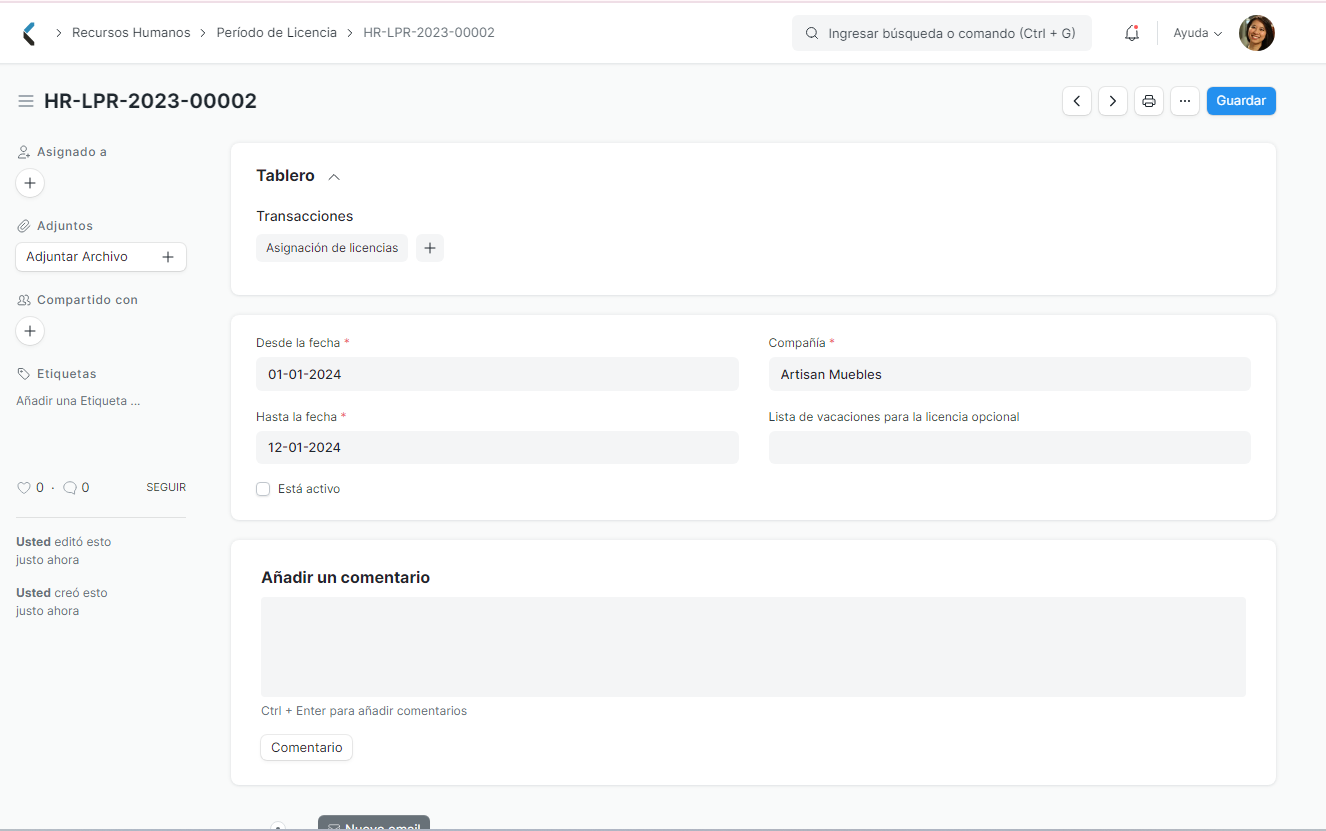 Recursos Humanos
Período de Licencia
HR-LPR-2023-00002
Ingresar búsqueda o comando (Ctrl + G)
Ayuda
HR-LPR-2023-00002
Guardar
Asignado a
Adjuntos
Adjuntar Archivo
Compartido con
Etiquetas
Añadir una Etiqueta ...
0 · 0 SEGUIR
Usted editó esto
justo ahora
Usted creó esto
justo ahora
Tablero
Transacciones
Asignación de licencias
Desde la fecha *
01-01-2024
Compañía *
Artisan Muebles
Hasta la fecha *
12-01-2024
Lista de vacaciones para la licencia opcional
Está activo
Añadir un comentario
Ctrl + Enter para añadir comentarios
Comentario
Nuevo email